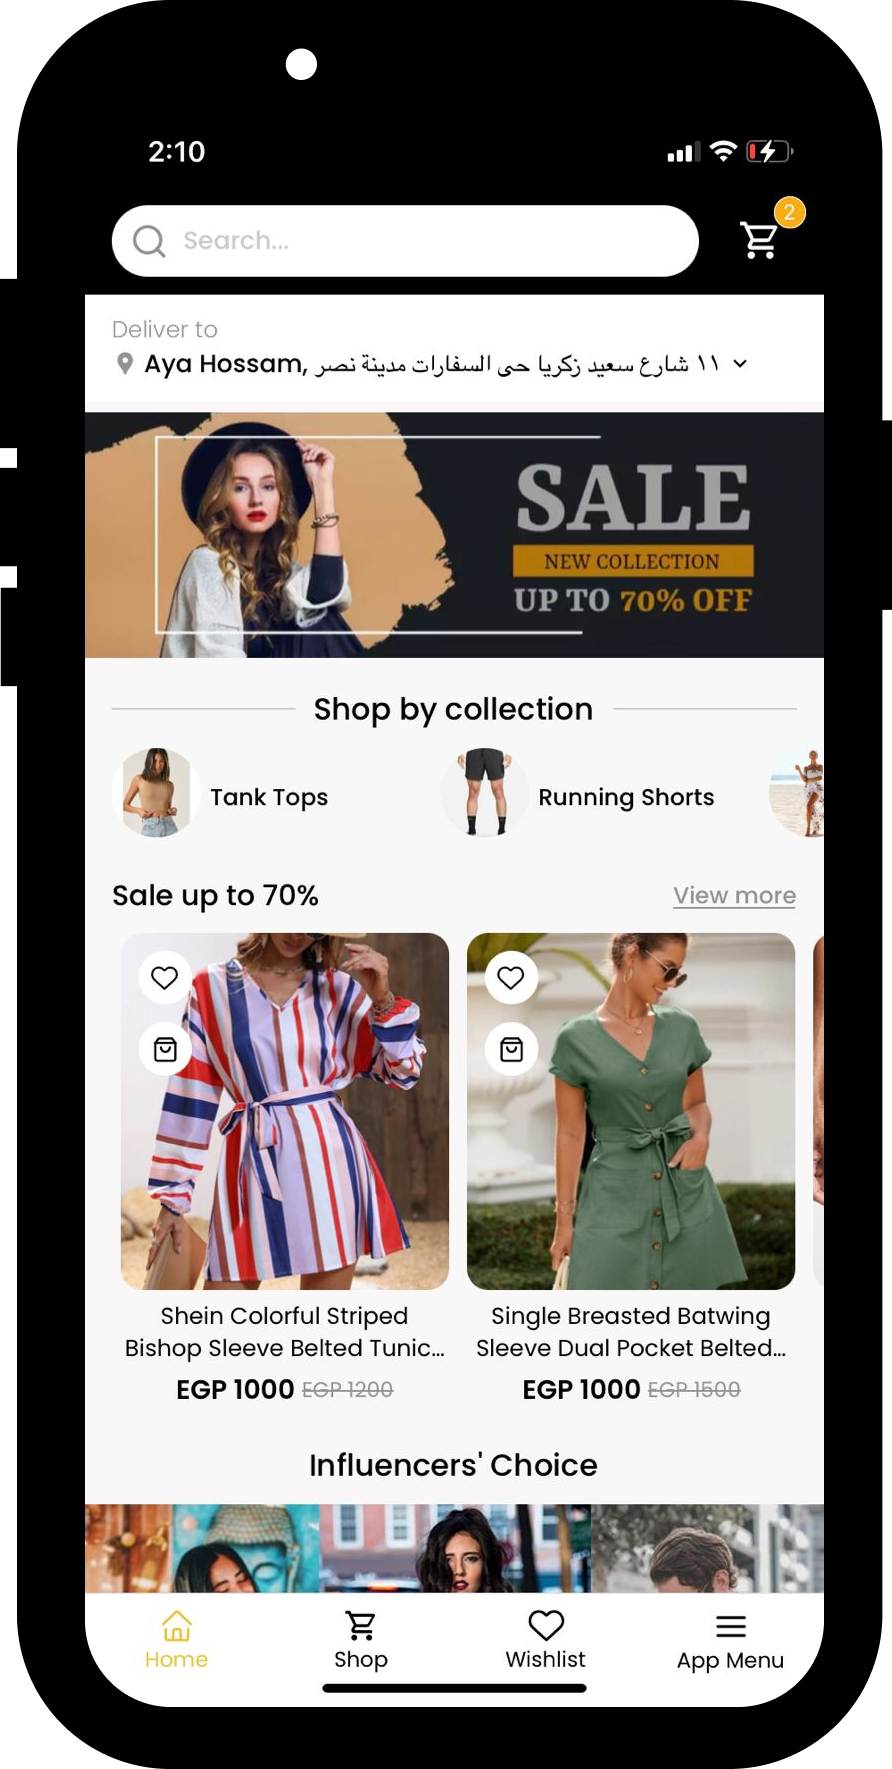 2:10
2
Search...
Deliver to
Aya Hossam, ١١ شارع سعيد زكريا حى السفارات مدينة نصر
SALE
NEW COLLECTION
UP TO 70% OFF
Shop by collection
Tank Tops
Running Shorts
Sale up to 70%
View more
Shein Colorful Striped
Bishop Sleeve Belted Tunic...
EGP 1000 EGP 1200
Single Breasted Batwing
Sleeve Dual Pocket Belted...
EGP 1000 EGP 1500
Influencers' Choice
Home
Shop
Wishlist
App Menu